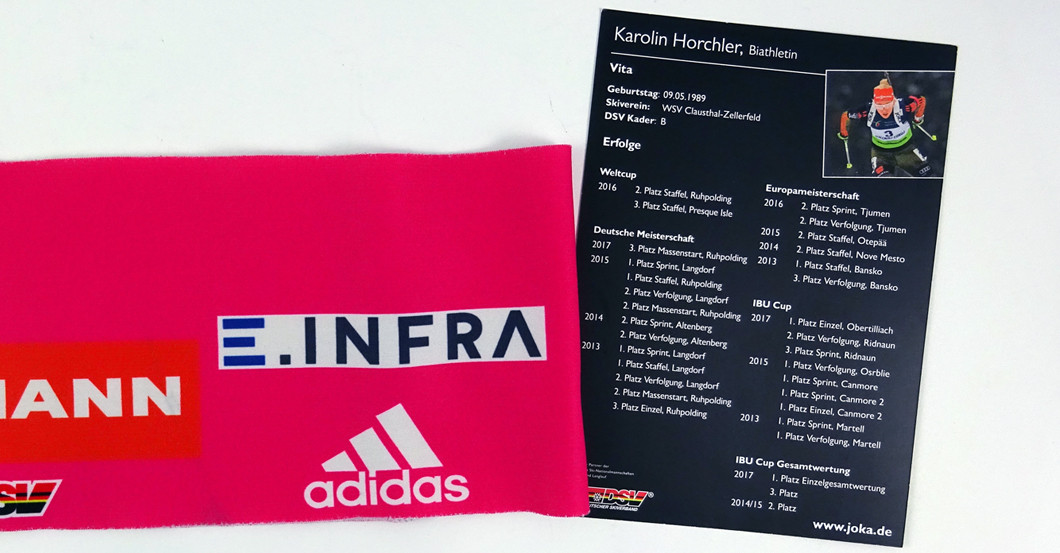 Karolin Horchler, Biathletin
Vita
Geburtstag: 09.05.1989
Skiverein: WSV Clausthal-Zellerfeld
DSV Kader: B
Erfolge
Weltcup
2016 2. Platz Staffel, Ruhpolding
3. Platz Staffel, Presque Isle
Deutsche Meisterschaft
2017 3. Platz Massenstart, Ruhpolding
2015 1. Platz Sprint, Langdorf
1. Platz Staffel, Ruhpolding
2. Platz Verfolgung, Langdorf
2. Platz Massenstart, Ruhpolding
2014 2. Platz Sprint, Altenberg
2. Platz Verfolgung, Altenberg
2013 1. Platz Sprint, Langdorf
1. Platz Staffel, Langdorf
2. Platz Verfolgung, Langdorf
2. Platz Massenstart, Ruhpolding
3. Platz Einzel, Ruhpolding
Europameisterschaft
2016 2. Platz Sprint, Tjumen
2. Platz Verfolgung, Tjumen
2015 2. Platz Staffel, Otepää
2014 2. Platz Staffel, Nove Mesto
2013 1. Platz Staffel, Bansko
3. Platz Verfolgung, Bansko
IBU Cup
2017 1. Platz Einzel, Obertilliach
2. Platz Verfolgung, Ridnaun
3. Platz Sprint, Ridnaun
2015 1. Platz Verfolgung, Osrblie
1. Platz Sprint, Canmore
1. Platz Sprint, Canmore 2
1. Platz Einzel, Canmore 2
2013 1. Platz Sprint, Martell
1. Platz Verfolgung, Martell
IBU Cup Gesamtwertung
2017 1. Platz Einzelgesamtwertung
3. Platz
2014/15 2. Platz
www.joka.de
DSV®
UTSCHER SKIVERBAND
3
E.INFRA
MANN
adidas
DSV